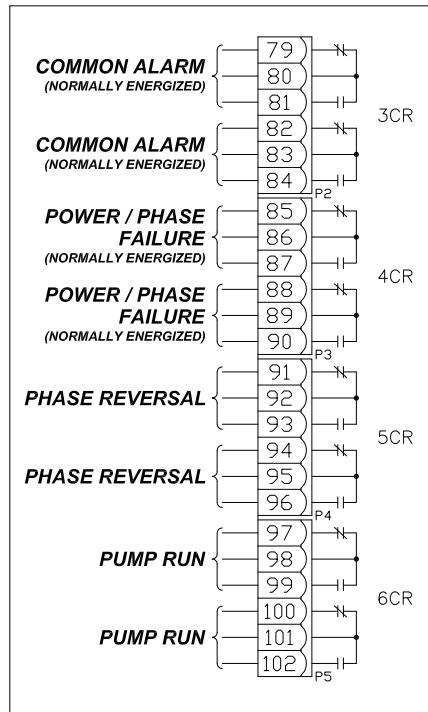 79
COMMON ALARM
(NORMALLY ENERGIZED)
80
81
3CR
82
COMMON ALARM
(NORMALLY ENERGIZED)
83
84
P2
85
POWER / PHASE
FAILURE
(NORMALLY ENERGIZED)
86
87
4CR
88
POWER / PHASE
FAILURE
(NORMALLY ENERGIZED)
89
90
P3
91
PHASE REVERSAL
92
93
5CR
94
PHASE REVERSAL
95
96
P4
97
PUMP RUN
98
99
6CR
100
PUMP RUN
101
102
P5